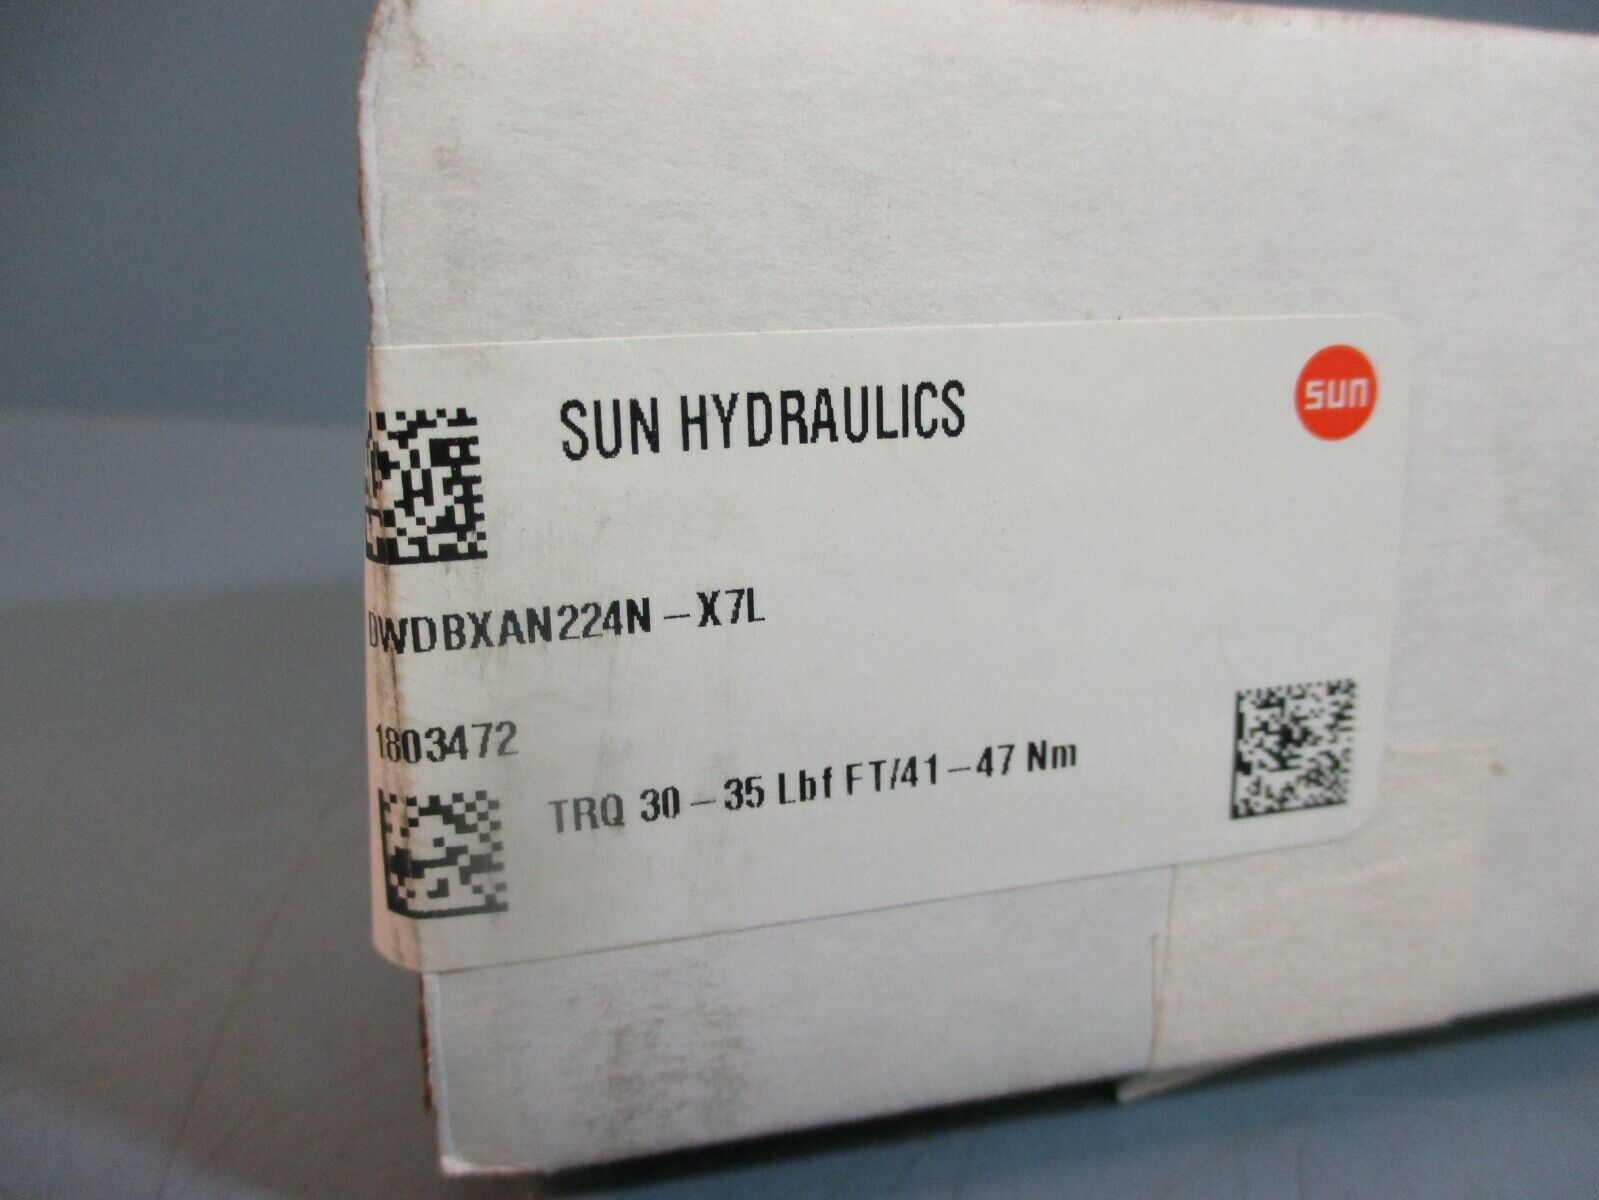 SUN HYDRAULICS
sun
DWDBXAN224N-X7L
1803472
TRQ 30-35 Lbf FT/41-47 Nm